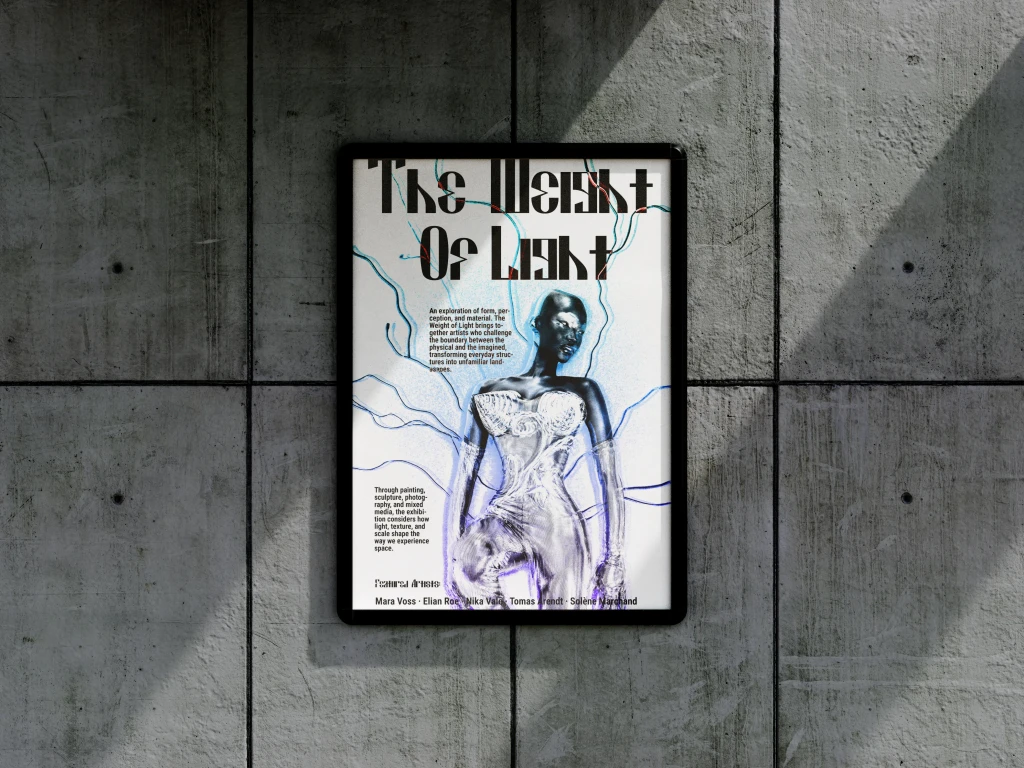 The Weight
Of Light
An exploration of form, per-
ception, and material. The
Weight of Light brings to-
gether artists who challenge
the boundary between the
physical and the imagined,
transforming everyday struc-
tures into unfamiliar land-
scapes.
Through painting,
sculpture, photog-
raphy, and mixed
media, the exhibi-
tion considers how
light, texture, and
scale shape the
way we experience
space.
Featured Artists:
Mara Voss · Elian Roe · Nika Vale · Tomas Arendt · Solène Marchand